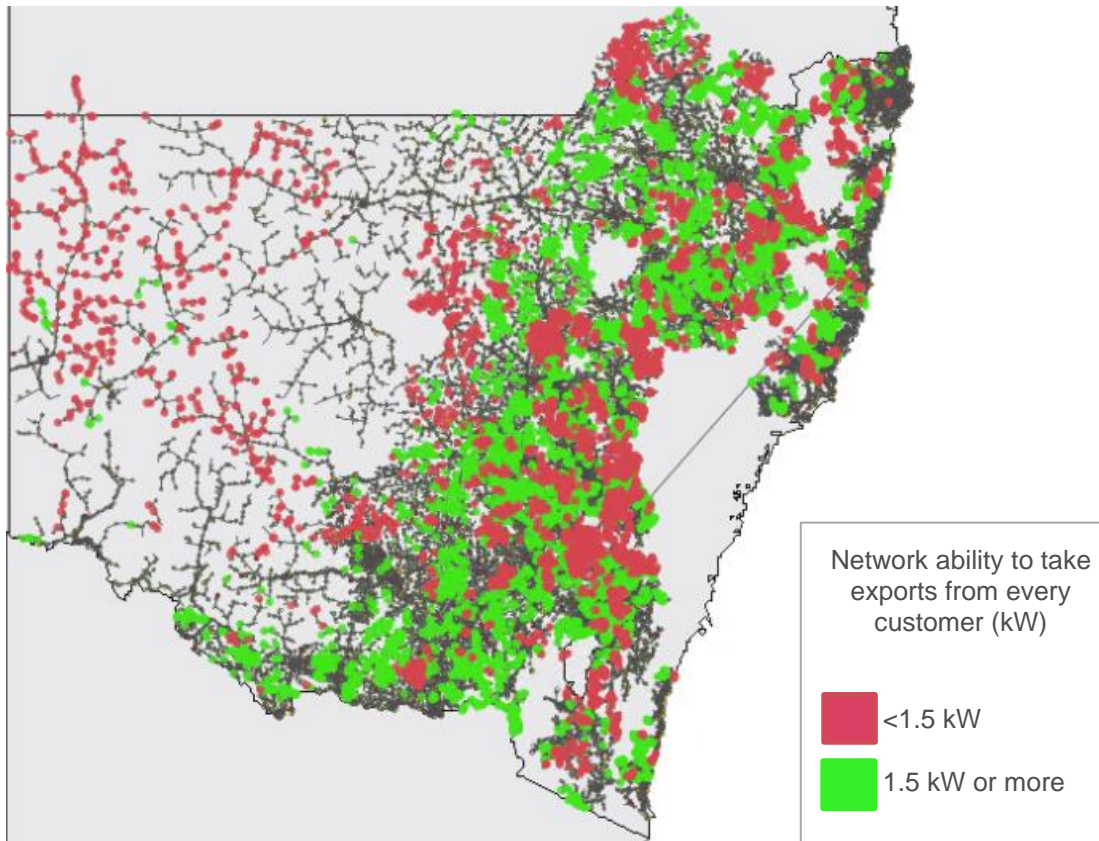 Network ability to take
exports from every
customer (kW)
<1.5 kW
1.5 kW or more